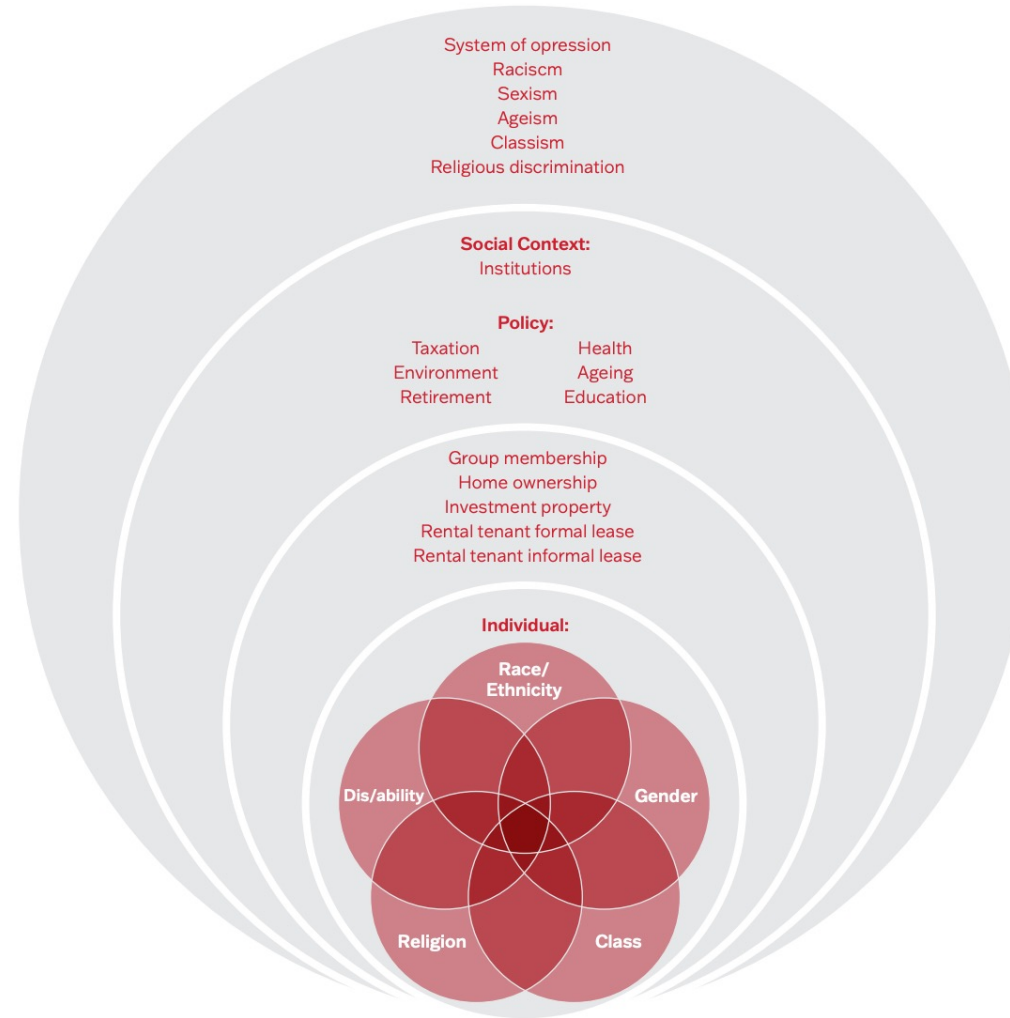 System of opression
Raciscm
Sexism
Ageism
Classism
Religious discrimination
Social Context:
Institutions
Policy:
Taxation Health
Environment Ageing
Retirement Education
Group membership
Home ownership
Investment property
Rental tenant formal lease
Rental tenant informal lease
Individual:
Race/
Ethnicity
Dis/ability
Gender
Religion
Class